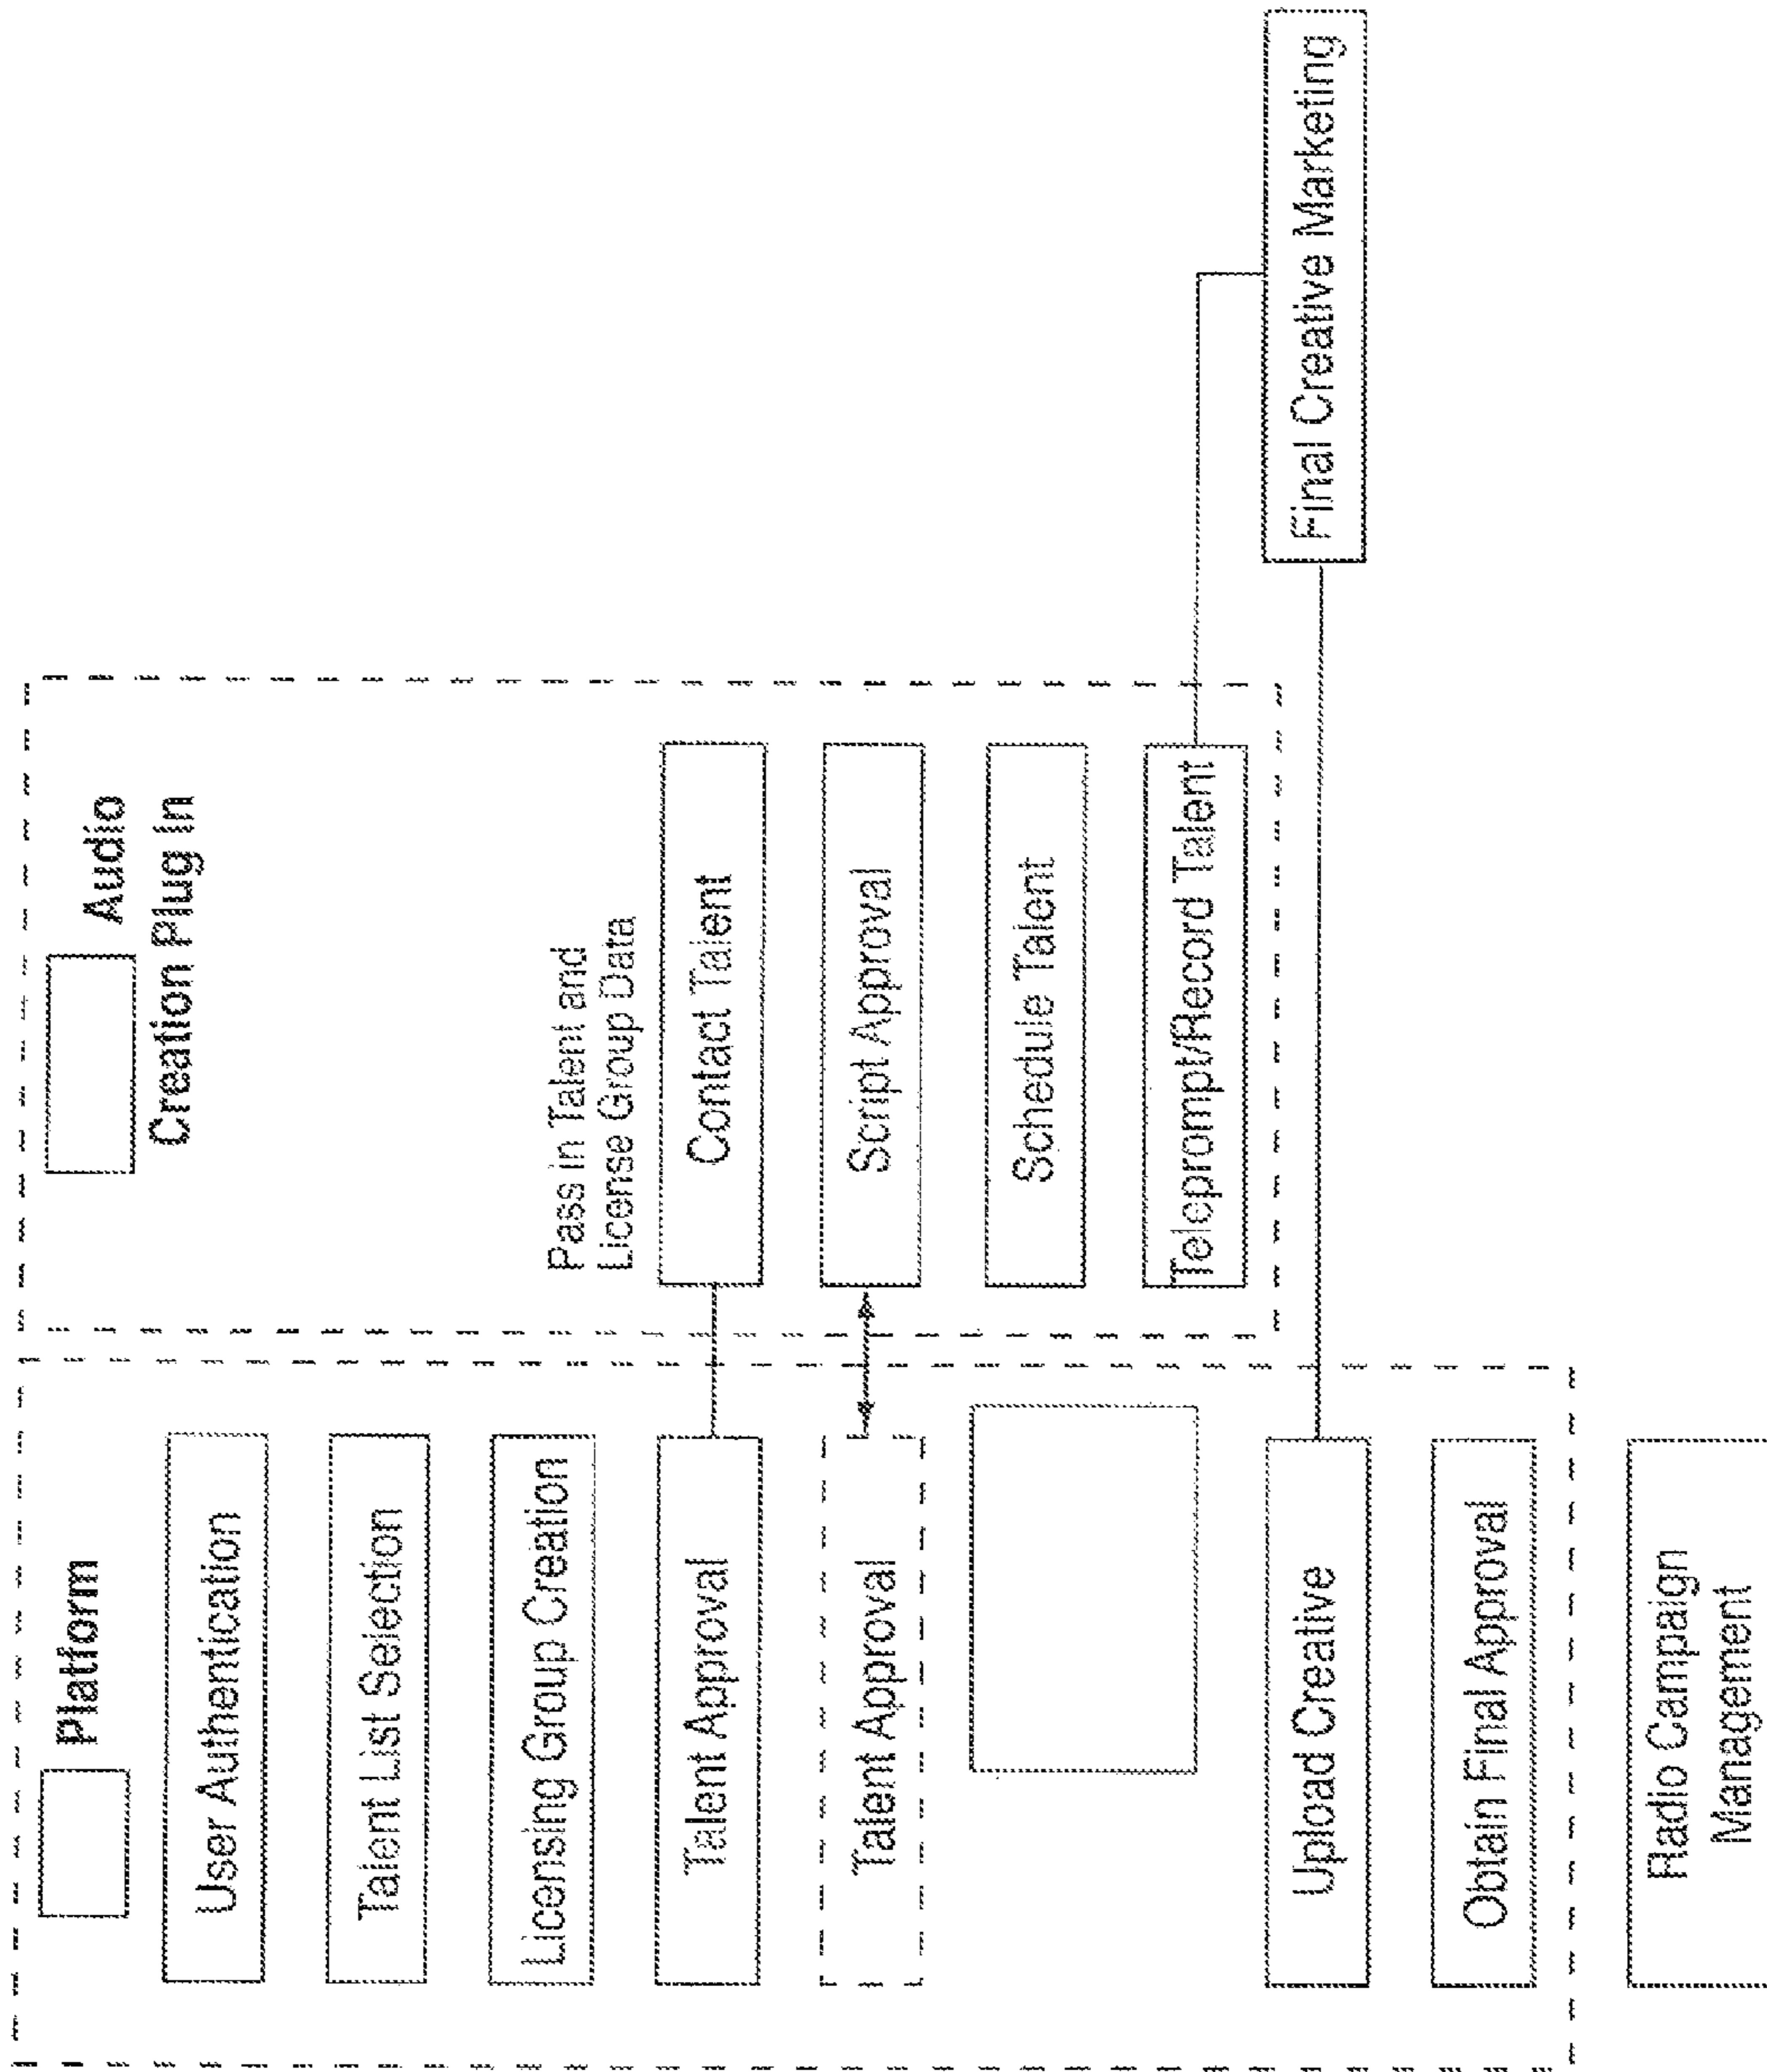 Platform
User Authentication
Talent List Selection
Licensing Group Creation
Talent Approval
Talent Approval
Upload Creative
Obtain Final Approval
Radio Campaign
Management
Audio
Creation Plug in
Pass in Talent and
License Group Data
Contact Talent
Script Approval
Schedule Talent
Teleprompt/Record Talent
Final Creative Marketing